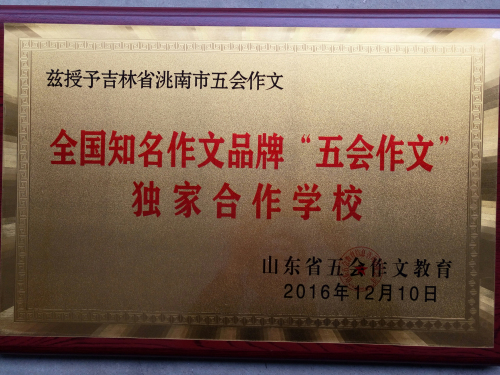 兹授予吉林省洮南市五会作文
全国知名作文品牌“五会作文”
独家合作学校
山东省五会作文教育
2016年12月10日